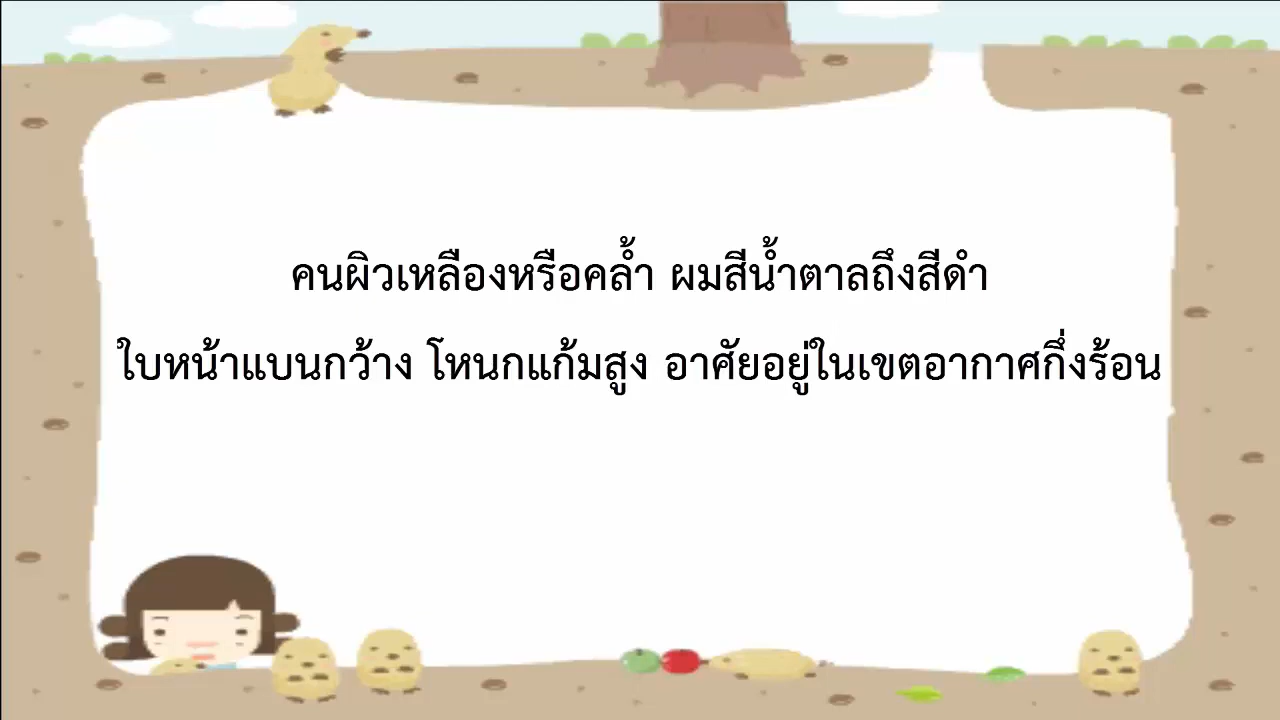 คนผิวเหลืองหรือคล้ำ ผมสีน้ำตาลถึงสีดำ
ใบหน้าแบนกว้าง โหนกแก้มสูง อาศัยอยู่ในเขตอากาศกึ่งร้อน